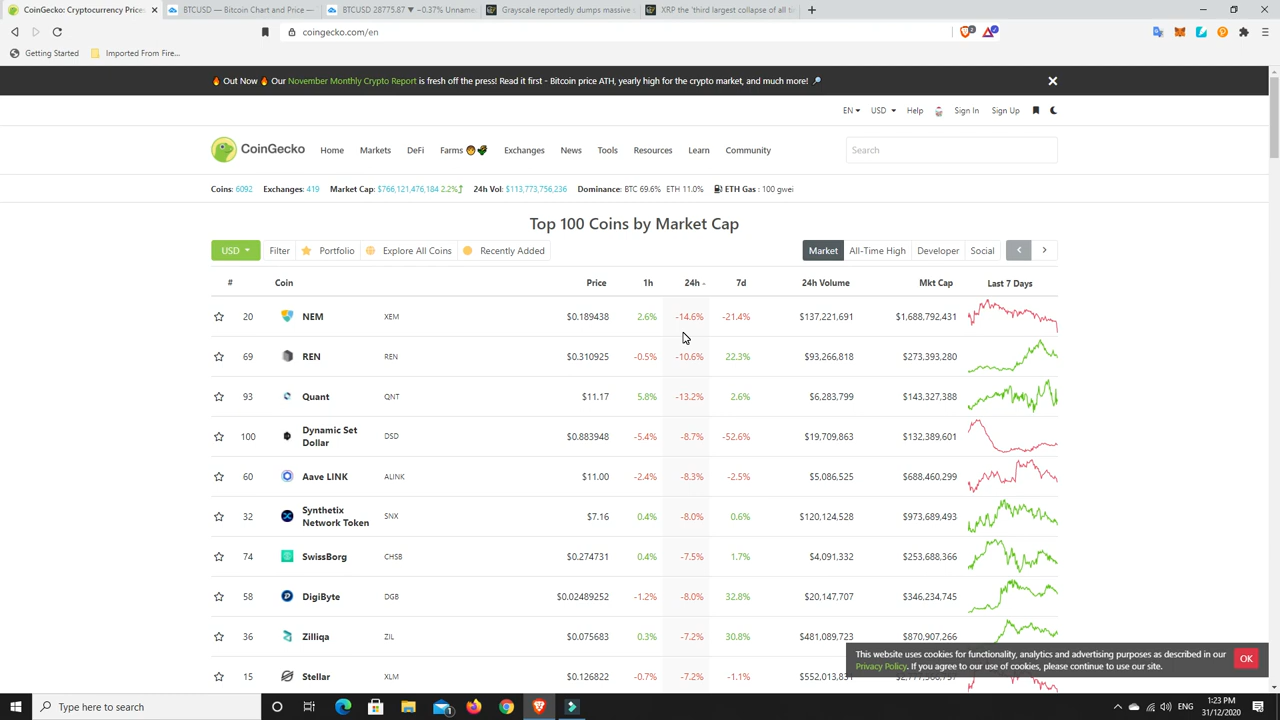 CoinGecko: Cryptocurrency Prices
BTCUSD — Bitcoin Chart and Price —
BTCUSD 28775.87 ▼ −0.37% Unname
Grayscale reportedly dumps massive
XRP the 'third largest collapse of all ti
coingecko.com/en
Getting Started
Imported From Fire...
🔥 Out Now 🔥 Our November Monthly Crypto Report is fresh off the press! Read it first - Bitcoin price ATH, yearly high for the crypto market, and much more! 🔎
EN USD Help Sign In Sign Up
CoinGecko Home Markets DeFi Farms Exchanges News Tools Resources Learn Community Search
Coins: 6092 Exchanges: 419 Market Cap: $766,121,476,184 2.2% 24h Vol: $113,773,756,236 Dominance: BTC 69.6% ETH 11.0% ETH Gas : 100 gwei
Top 100 Coins by Market Cap
USD Filter Portfolio Explore All Coins Recently Added Market All-Time High Developer Social
# Coin Price 1h 24h 7d 24h Volume Mkt Cap Last 7 Days
20 NEM XEM $0.189438 2.6% -14.6% -21.4% $137,221,691 $1,688,792,431
69 REN REN $0.310925 -0.5% -10.6% 22.3% $93,266,818 $273,393,280
93 Quant QNT $11.17 5.8% -13.2% 2.6% $6,283,799 $143,327,388
100 Dynamic Set Dollar DSD $0.883948 -5.4% -8.7% -52.6% $19,709,863 $132,389,601
60 Aave LINK ALINK $11.00 -2.4% -8.3% -2.5% $5,086,525 $688,460,299
32 Synthetix Network Token SNX $7.16 0.4% -8.0% 0.6% $120,124,528 $973,689,493
74 SwissBorg CHSB $0.274731 0.4% -7.5% 1.7% $4,091,332 $253,688,366
58 DigiByte DGB $0.02489252 -1.2% -8.0% 32.8% $20,147,707 $346,234,745
36 Zilliqa ZIL $0.075683 0.3% -7.2% 30.8% $481,089,723 $870,907,266
15 Stellar XLM $0.126822 -0.7% -7.2% -1.1%
This website uses cookies for functionality, analytics and advertising purposes as described in our
Privacy Policy. If you agree to our use of cookies, please continue to use our site.
OK
Type here to search
ENG
1:23 PM
31/12/2020